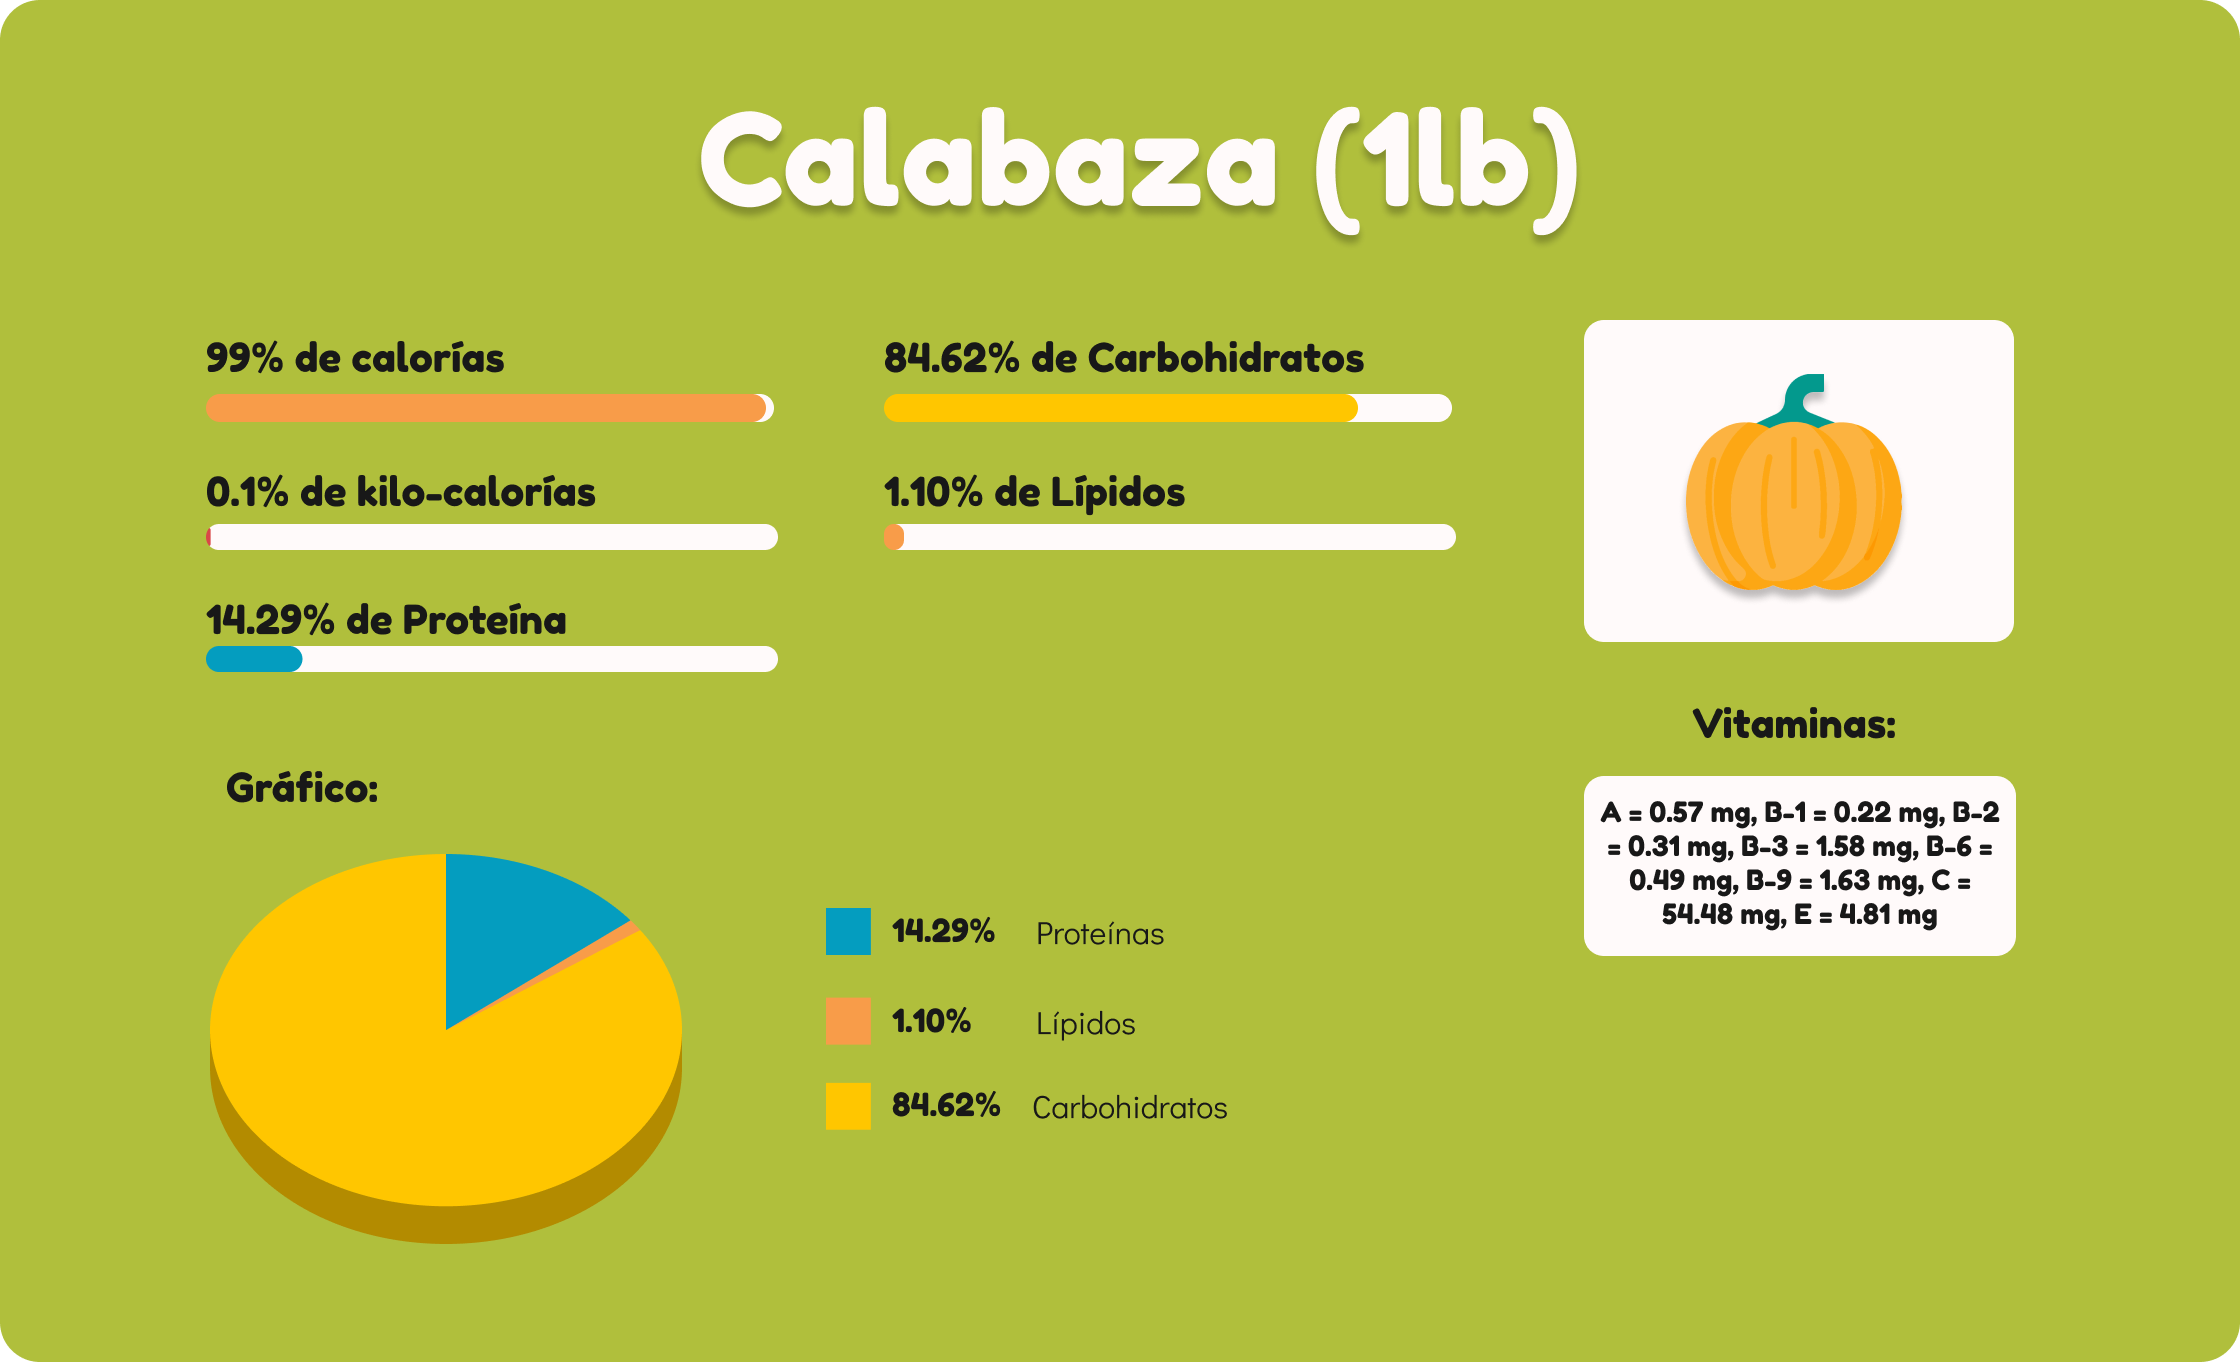 Calabaza (1lb)
99% de calorías
84.62% de Carbohidratos
0.1% de kilo-calorías
1.10% de Lípidos
14.29% de Proteína
Vitaminas:
A = 0.57 mg, B-1 = 0.22 mg, B-2
= 0.31 mg, B-3 = 1.58 mg, B-6 =
0.49 mg, B-9 = 1.63 mg, C =
54.48 mg, E = 4.81 mg
Gráfico:
14.29% Proteínas
1.10% Lípidos
84.62% Carbohidratos